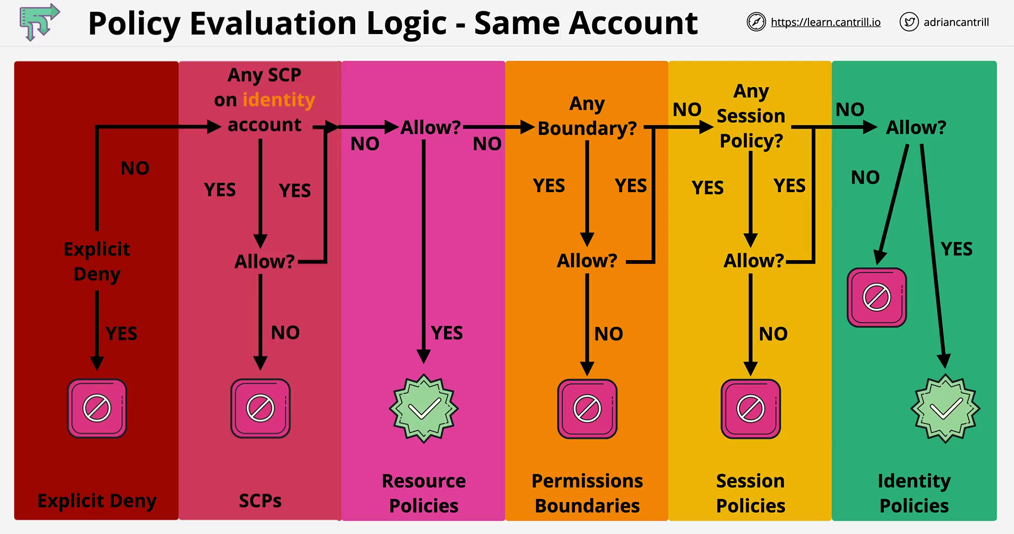 Policy Evaluation Logic - Same Account
https://learn.cantrill.io
adriancantrill
Explicit
Deny
NO
YES
Explicit Deny
Any SCP
on identity
account
YES
YES
NO
Allow?
NO
SCPs
Allow?
NO
YES
Resource
Policies
Any
Boundary?
YES
YES
NO
Allow?
NO
Permissions
Boundaries
Any
Session
Policy?
YES
YES
NO
Allow?
NO
Session
Policies
Allow?
NO
YES
Identity
Policies